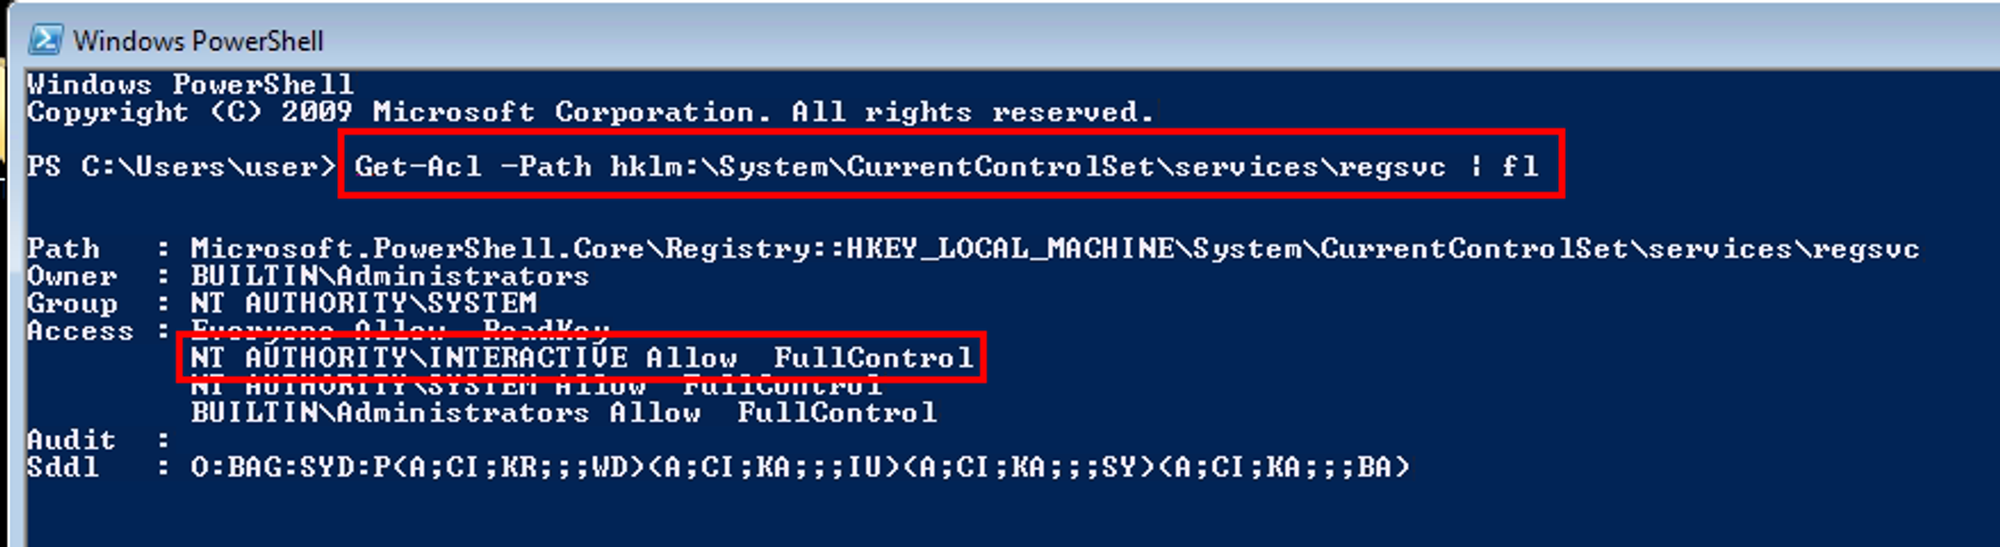 Windows PowerShell
Windows PowerShell
Copyright (C) 2009 Microsoft Corporation. All rights reserved.
PS C:\Users\user> Get-Acl -Path hklm:\System\CurrentControlSet\services\regsvc | fl
Path : Microsoft.PowerShell.Core\Registry::HKEY_LOCAL_MACHINE\System\CurrentControlSet\services\regsvc
Owner : BUILTIN\Administrators
Group : NT AUTHORITY\SYSTEM
Access : Everyone Allow ReadKey
NT AUTHORITY\INTERACTIVE Allow FullControl
NT AUTHORITY\SYSTEM Allow FullControl
BUILTIN\Administrators Allow FullControl
Audit :
Sddl : O:BAG:SYD:P(A;CI;KR;;;WD)(A;CI;KA;;;IU)(A;CI;KA;;;SY)(A;CI;KA;;;BA)